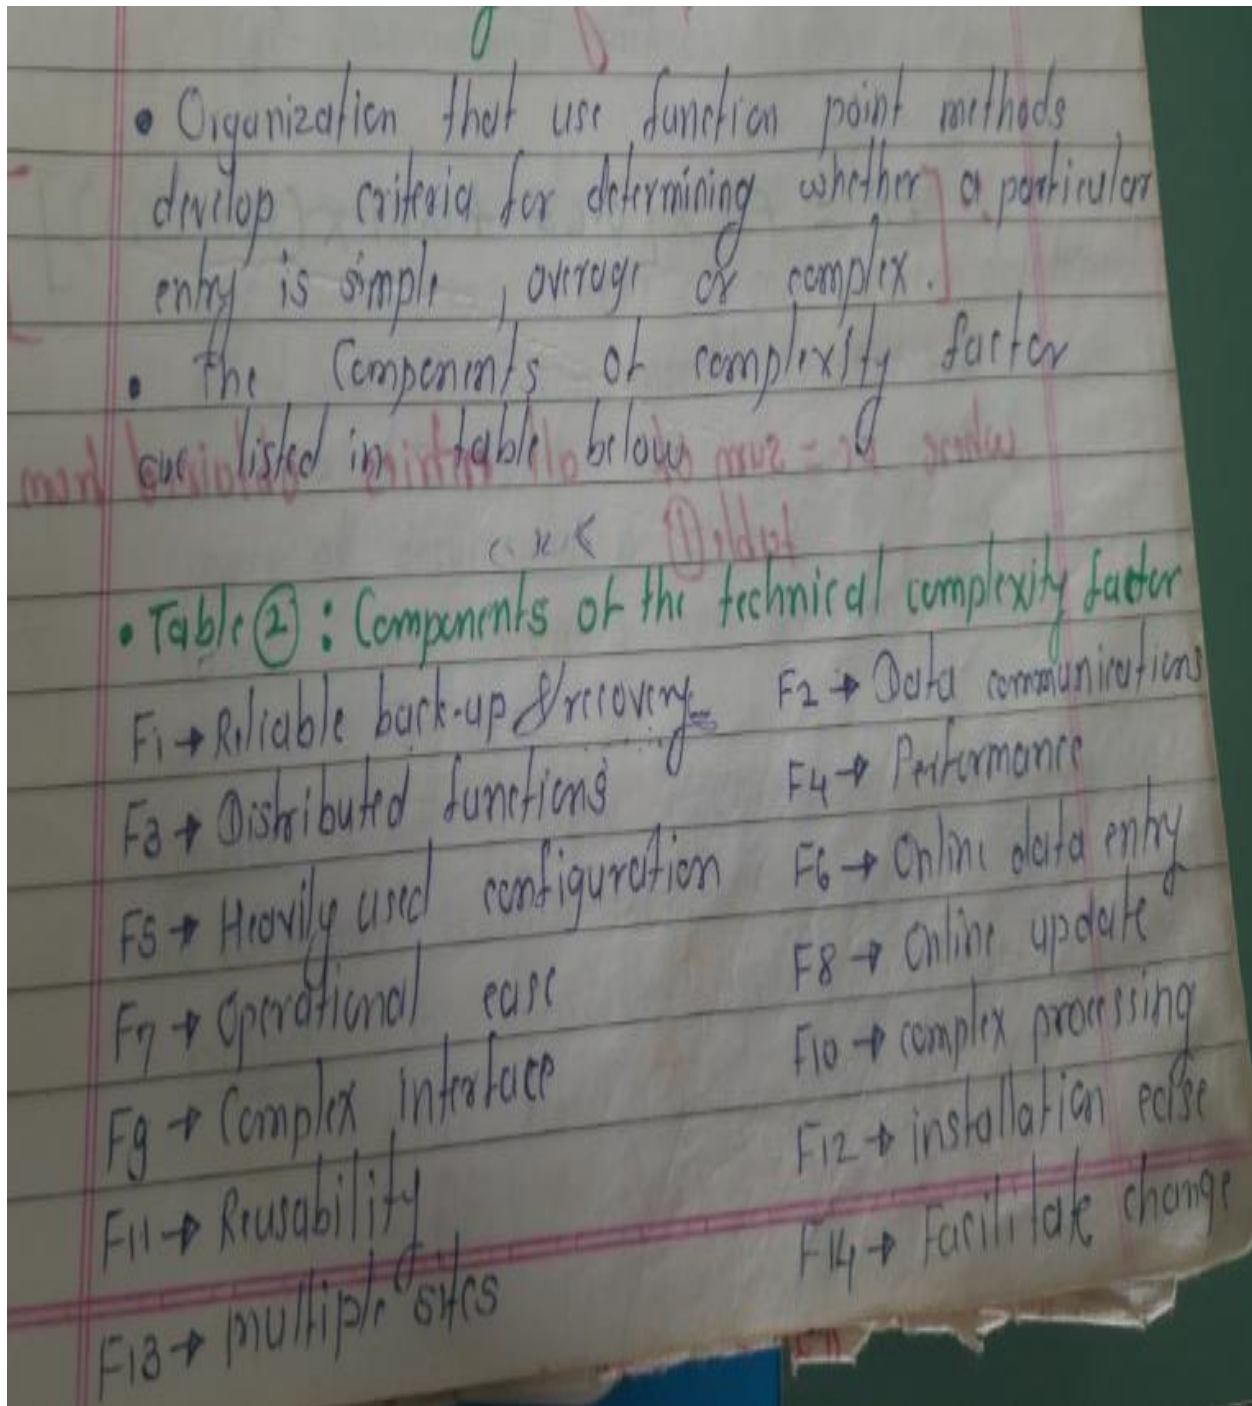 • Organization that use function point methods
develop criteria for determining whether a particular
entry is simple, average or complex.
• The Components of complexity factor
are listed in table below
• Table ② : Components of the technical complexity factor
F1 → Reliable back-up & recovery F2 → Data communications
F3 → Distributed functions F4 → Performance
F5 → Heavily used configuration F6 → Online data entry
F7 → Operational ease F8 → Online update
F9 → Complex interface F10 → complex processing
F11 → Reusability F12 → installation ease
F13 → multiple sites F14 → Facilitate change